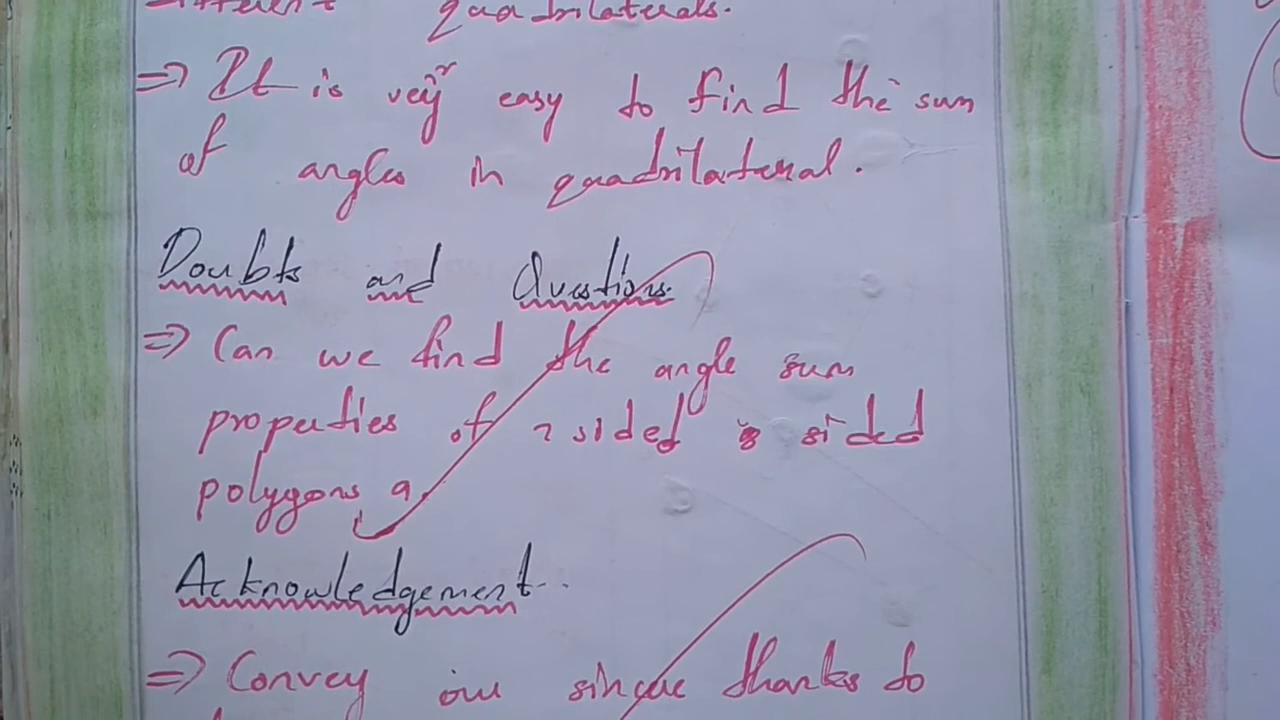 different quadrilaterals.
=> It is very easy to find the sum
of angles in quadrilateral.
Doubts and Questions.
=> Can we find the angle sum
properties of 7 sided 8 sided
polygons ?
Acknowledgement..
=> Convey our sincere thanks to